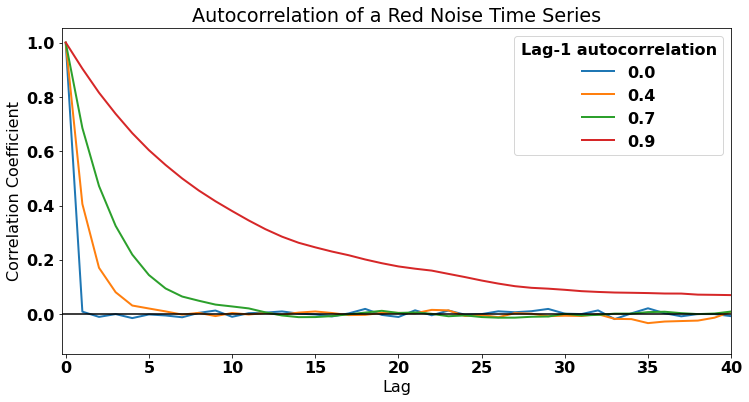 Autocorrelation of a Red Noise Time Series
Correlation Coefficient
1.0
0.8
0.6
0.4
0.2
0.0
Lag-1 autocorrelation
0.0
0.4
0.7
0.9
0 5 10 15 20 25 30 35 40
Lag